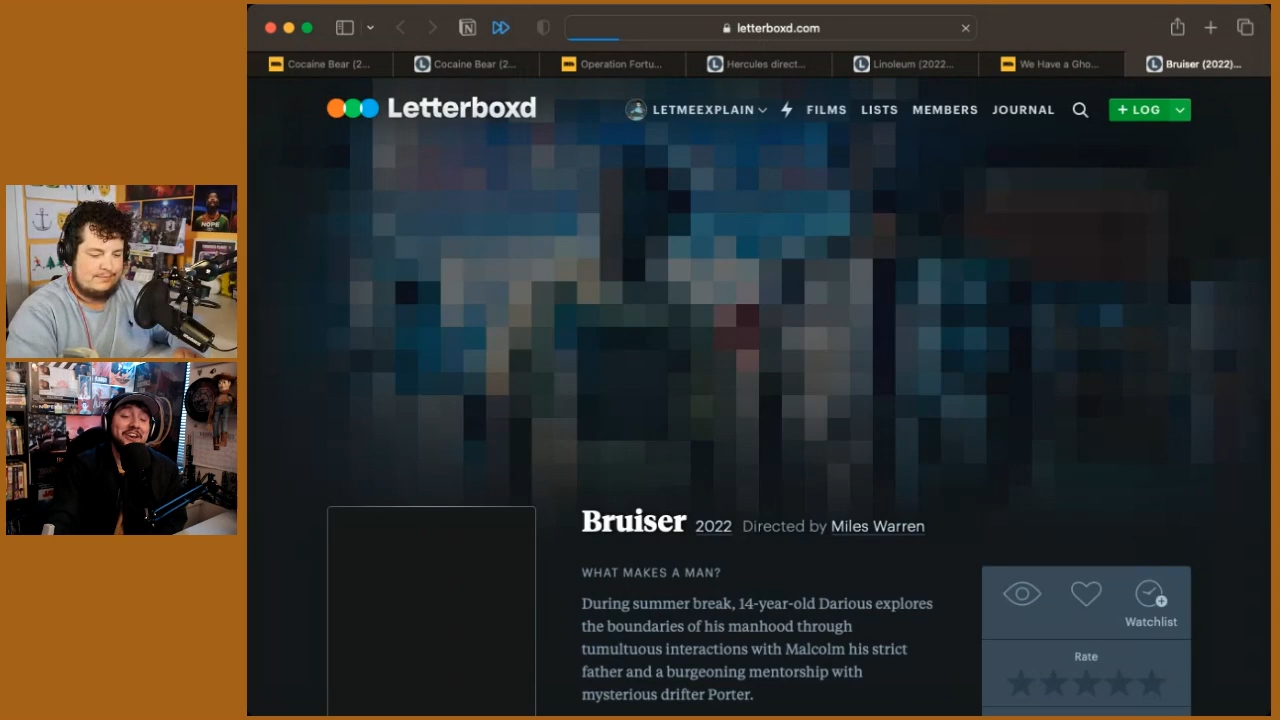 letterboxd.com
Cocaine Bear (2...
Cocaine Bear (2...
Operation Fortu...
Hercules direct...
Linoleum (2022...
We Have a Gho...
Bruiser (2022)...
Letterboxd
LETMEEXPLAIN
FILMS
LISTS
MEMBERS
JOURNAL
+ LOG
NOPE
Bruiser 2022 Directed by Miles Warren
WHAT MAKES A MAN?
During summer break, 14-year-old Darious explores
the boundaries of his manhood through
tumultuous interactions with Malcolm his strict
father and a burgeoning mentorship with
mysterious drifter Porter.
Watchlist
Rate